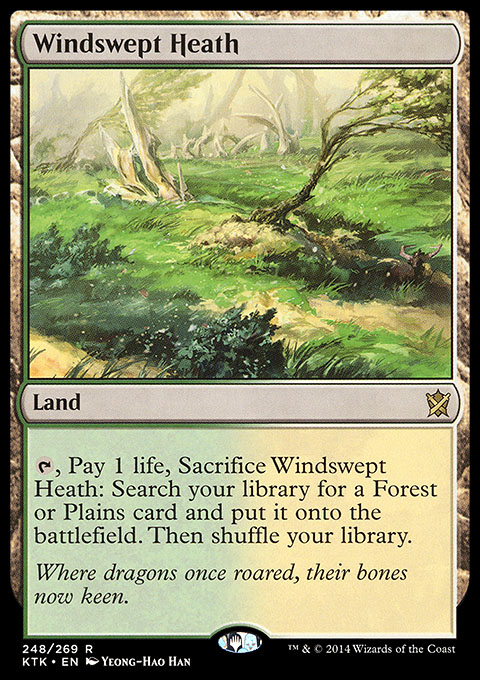 Windswept Heath
Land
, Pay 1 life, Sacrifice Windswept
Heath: Search your library for a Forest
or Plains card and put it onto the
battlefield. Then shuffle your library.
Where dragons once roared, their bones
now keen.
248/269 R
KTK • EN Yeong-Hao Han
™ & © 2014 Wizards of the Coast